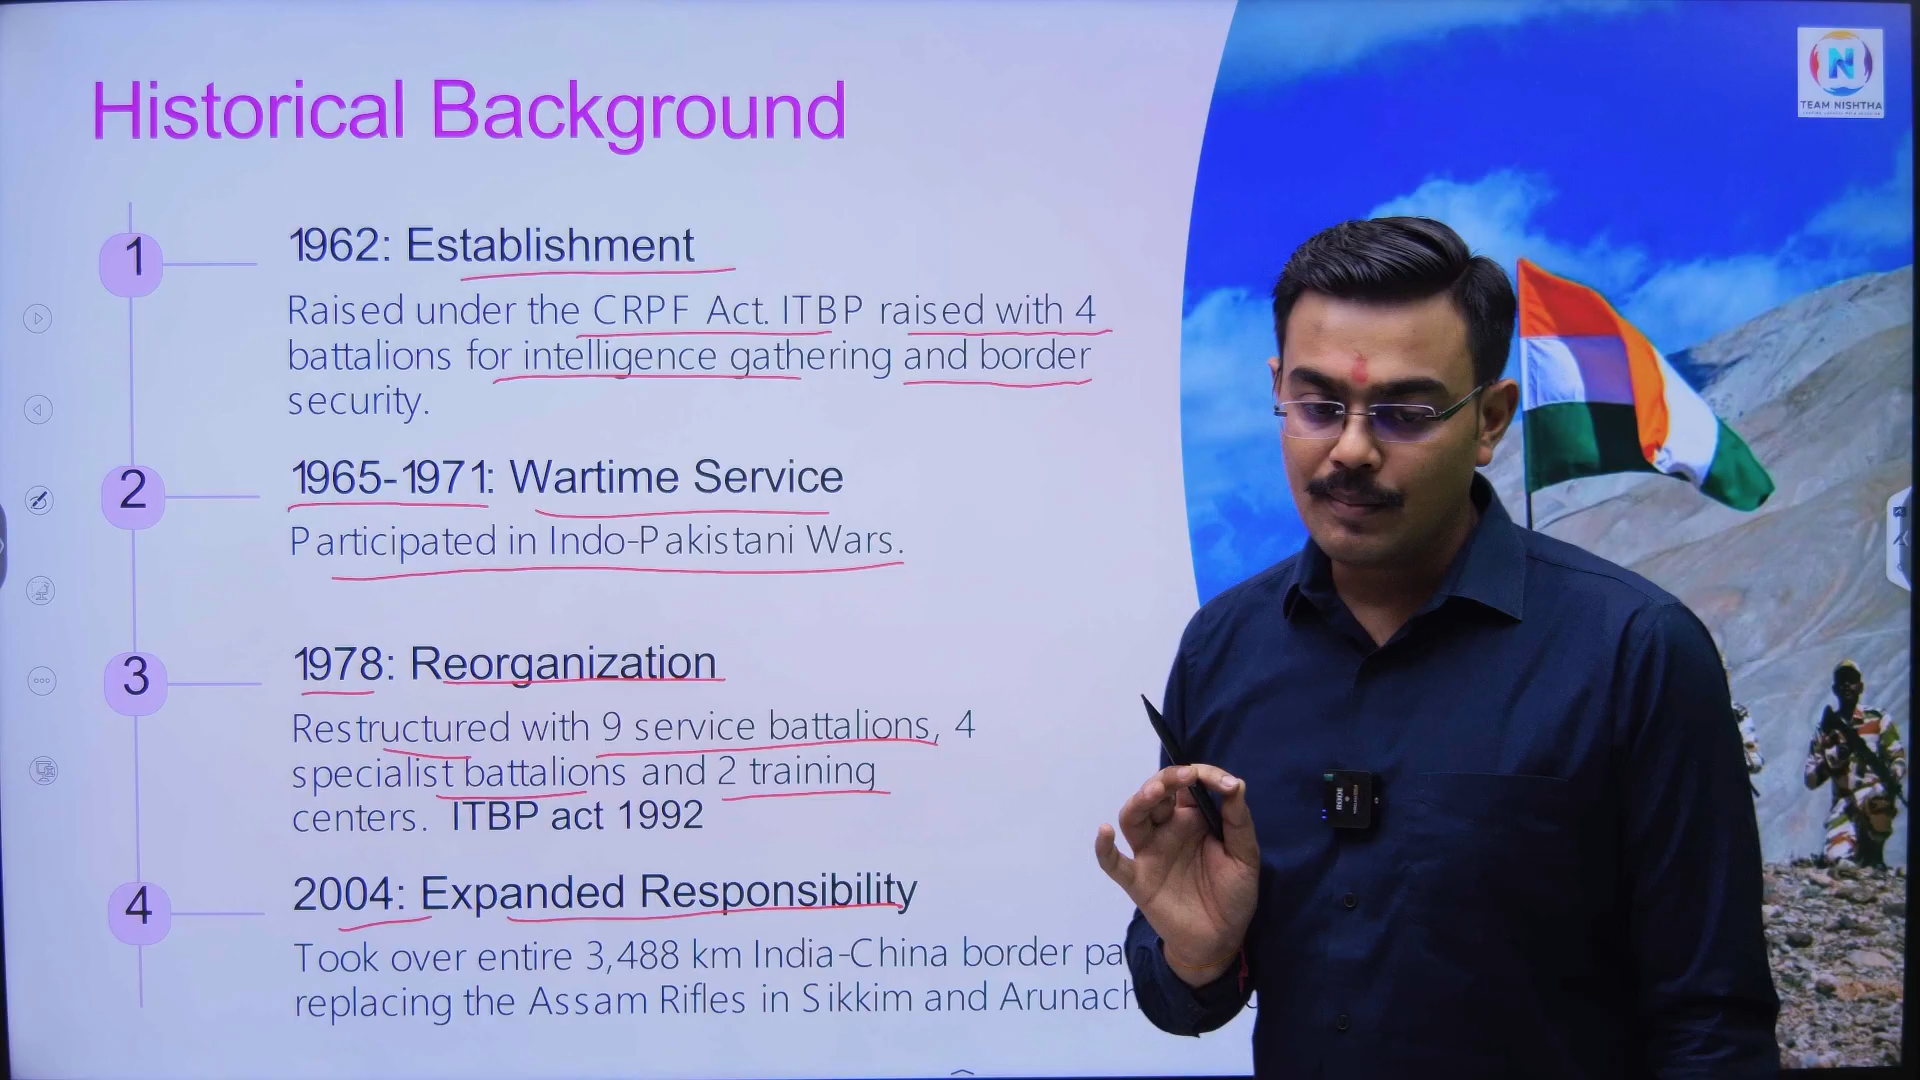 Historical Background
TEAM NISHTHA
1
1962: Establishment
Raised under the CRPF Act. ITBP raised with 4
battalions for intelligence gathering and border
security.
2
1965-1971: Wartime Service
Participated in Indo-Pakistani Wars.
3
1978: Reorganization
Restructured with 9 service battalions, 4
specialist battalions and 2 training
centers. ITBP act 1992
4
2004: Expanded Responsibility
Took over entire 3,488 km India-China border
replacing the Assam Rifles in Sikkim and
RODE